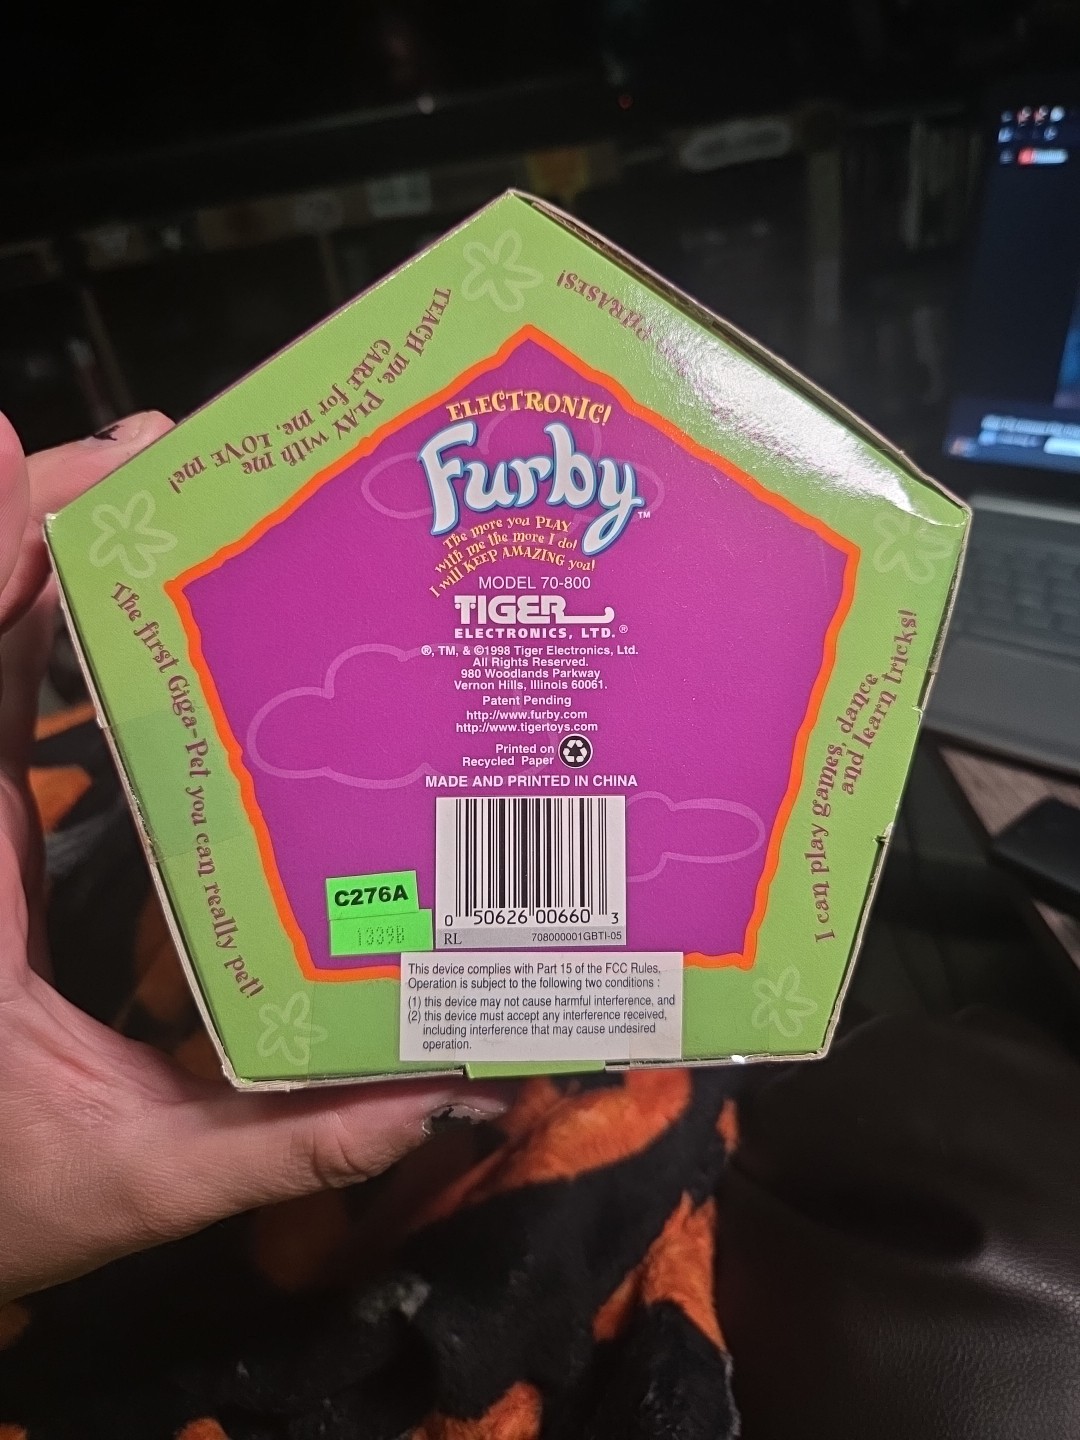 TEACH me, PLAY with me
CARE for me, LOVE me!
PHRASES!
ELECTRONIC!
Furby™
The more you PLAY
with me the more I do!
I will KEEP AMAZING you!
MODEL 70-800
TIGER
ELECTRONICS, LTD.®
®, TM, & ©1998 Tiger Electronics, Ltd.
All Rights Reserved.
980 Woodlands Parkway
Vernon Hills, Illinois 60061.
Patent Pending
http://www.furby.com
http://www.tigertoys.com
Printed on
Recycled Paper
MADE AND PRINTED IN CHINA
The first Giga-Pet you can really pet!
I can play games, dance
and learn tricks!
C276A
1339B
0 50626 00660 3
RL 708000001GBTI-05
This device complies with Part 15 of the FCC Rules.
Operation is subject to the following two conditions :
(1) this device may not cause harmful interference, and
(2) this device must accept any interference received,
including interference that may cause undesired
operation.